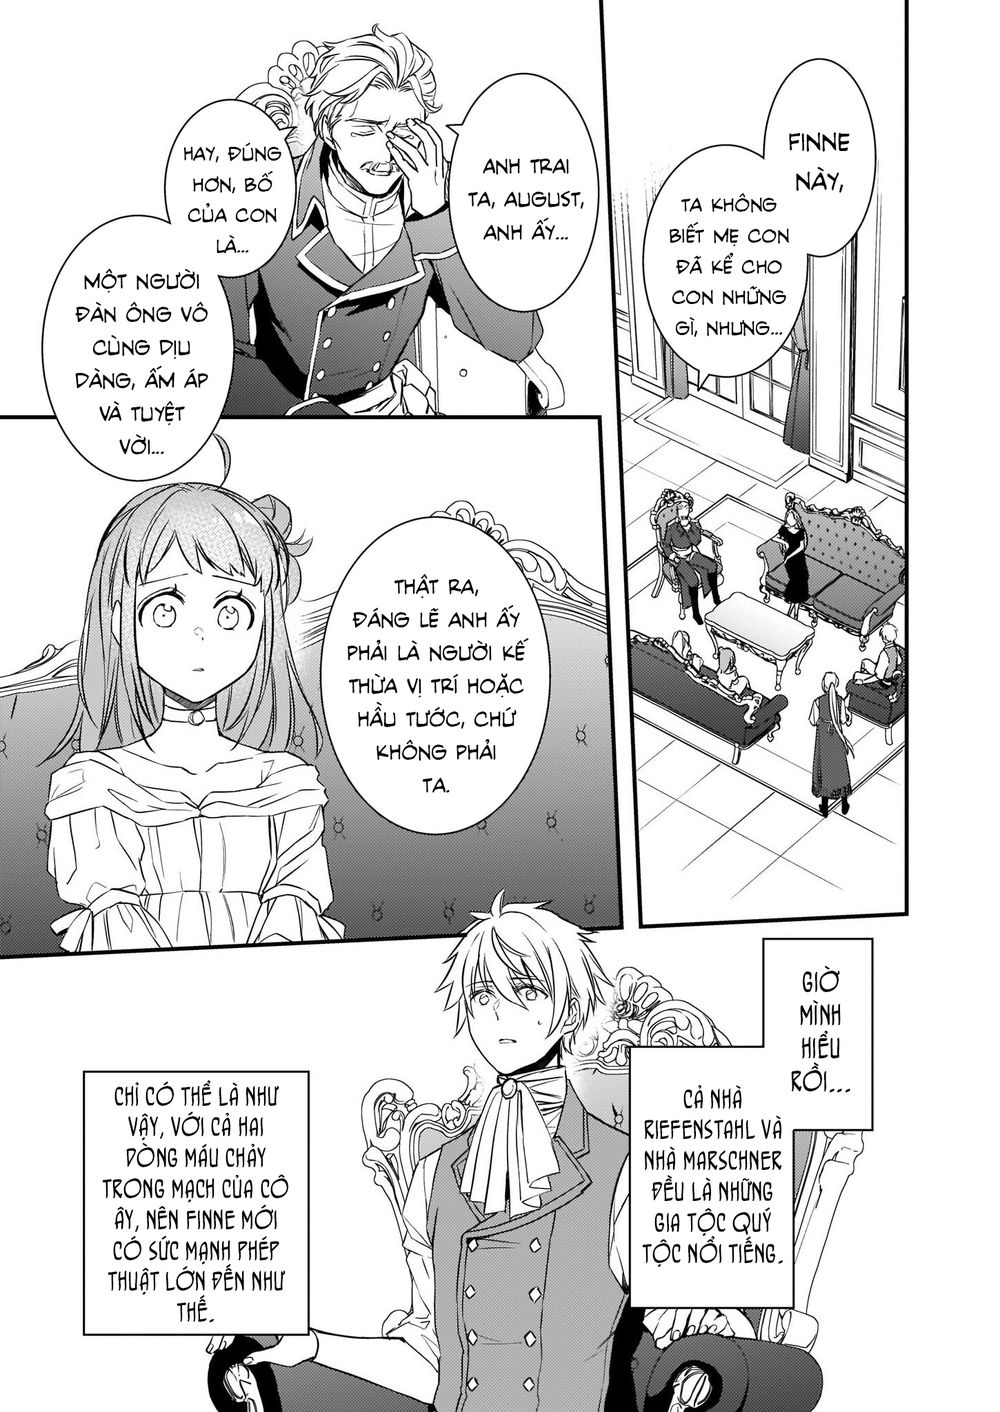 FINNE
NÀY,
TA KHÔNG
BIẾT MẸ CON
ĐÃ KỂ CHO
CON NHỮNG
GÌ, NHƯNG...
ANH TRAI
TA, AUGUST,
ANH ẤY...
HAY, ĐÚNG
HƠN, BỐ
CỦA CON
LÀ...
MỘT NGƯỜI
ĐÀN ÔNG VÔ
CÙNG DỊU
DÀNG, ẤM ÁP
VÀ TUYỆT
VỜI...
THẬT RA,
ĐÁNG LẼ ANH ẤY
PHẢI LÀ NGƯỜI KẾ
THỪA VỊ TRÍ HOẶC
HẦU TƯỚC, CHỨ
KHÔNG PHẢI
TA.
GIỜ
MÌNH
HIỂU
RỒI...
CẢ NHÀ
RIEFENSTAHL VÀ
NHÀ MARSCHNER
ĐỀU LÀ NHỮNG
GIA TỘC QUÝ
TỘC NỔI TIẾNG.
CHỈ CÓ THỂ LÀ NHƯ
VẬY, VỚI CẢ HAI
DÒNG MÁU CHẢY
TRONG MẠCH CỦA CÔ
ẤY, NÊN FINNE MỚI
CÓ SỨC MẠNH PHÉP
THUẬT LỚN ĐẾN NHƯ
THẾ.